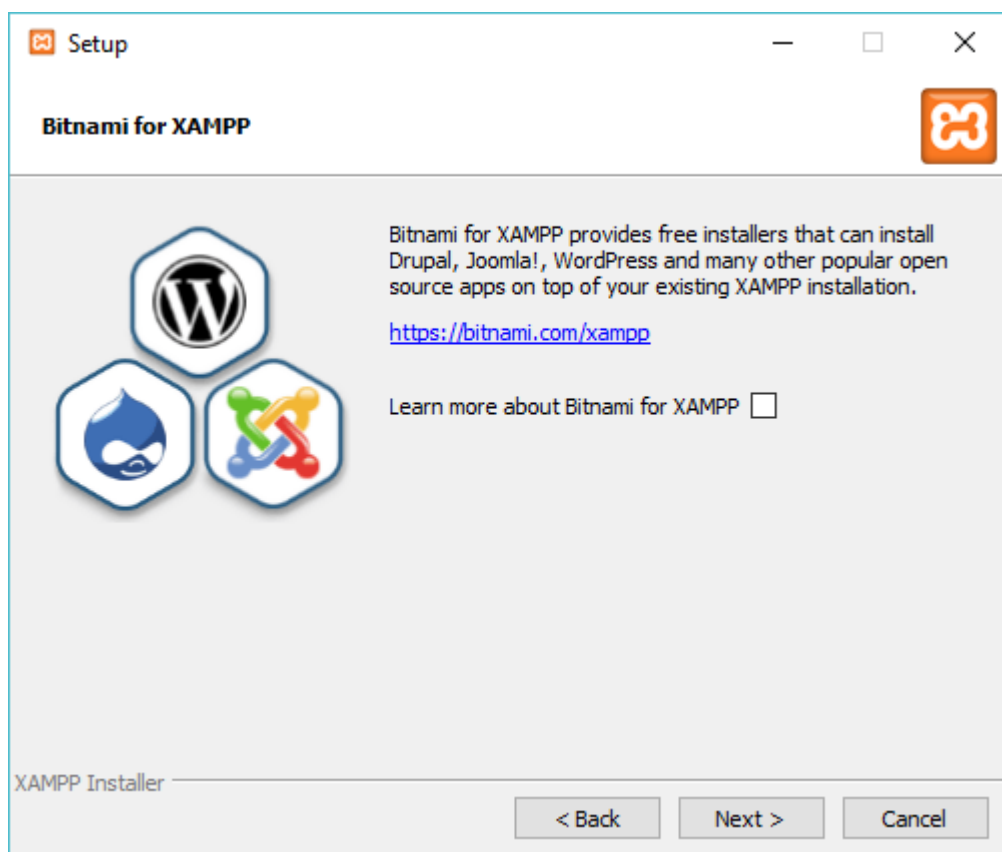 Setup
Bitnami for XAMPP
Bitnami for XAMPP provides free installers that can install
Drupal, Joomla!, WordPress and many other popular open
source apps on top of your existing XAMPP installation.
https://bitnami.com/xampp
Learn more about Bitnami for XAMPP
XAMPP Installer
< Back Next > Cancel